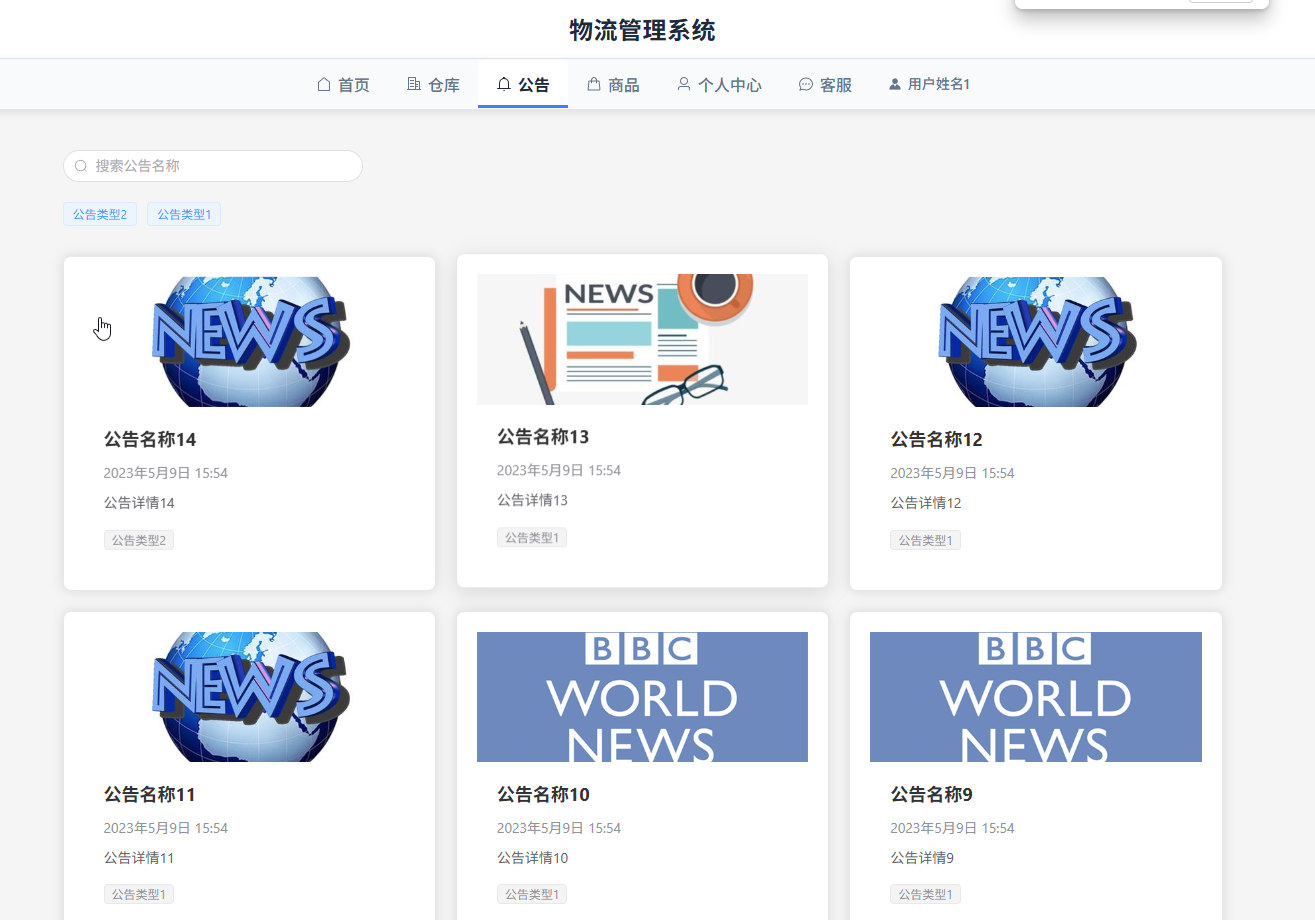 物流管理系统
首页 仓库 公告 商品 个人中心 客服 用户姓名1
搜索公告名称
公告类型2 公告类型1
NEWS
公告名称14
2023年5月9日 15:54
公告详情14
公告类型2
NEWS
公告名称13
2023年5月9日 15:54
公告详情13
公告类型1
NEWS
公告名称12
2023年5月9日 15:54
公告详情12
公告类型1
NEWS
公告名称11
2023年5月9日 15:54
公告详情11
公告类型1
BBC
WORLD
NEWS
公告名称10
2023年5月9日 15:54
公告详情10
公告类型1
BBC
WORLD
NEWS
公告名称9
2023年5月9日 15:54
公告详情9
公告类型1